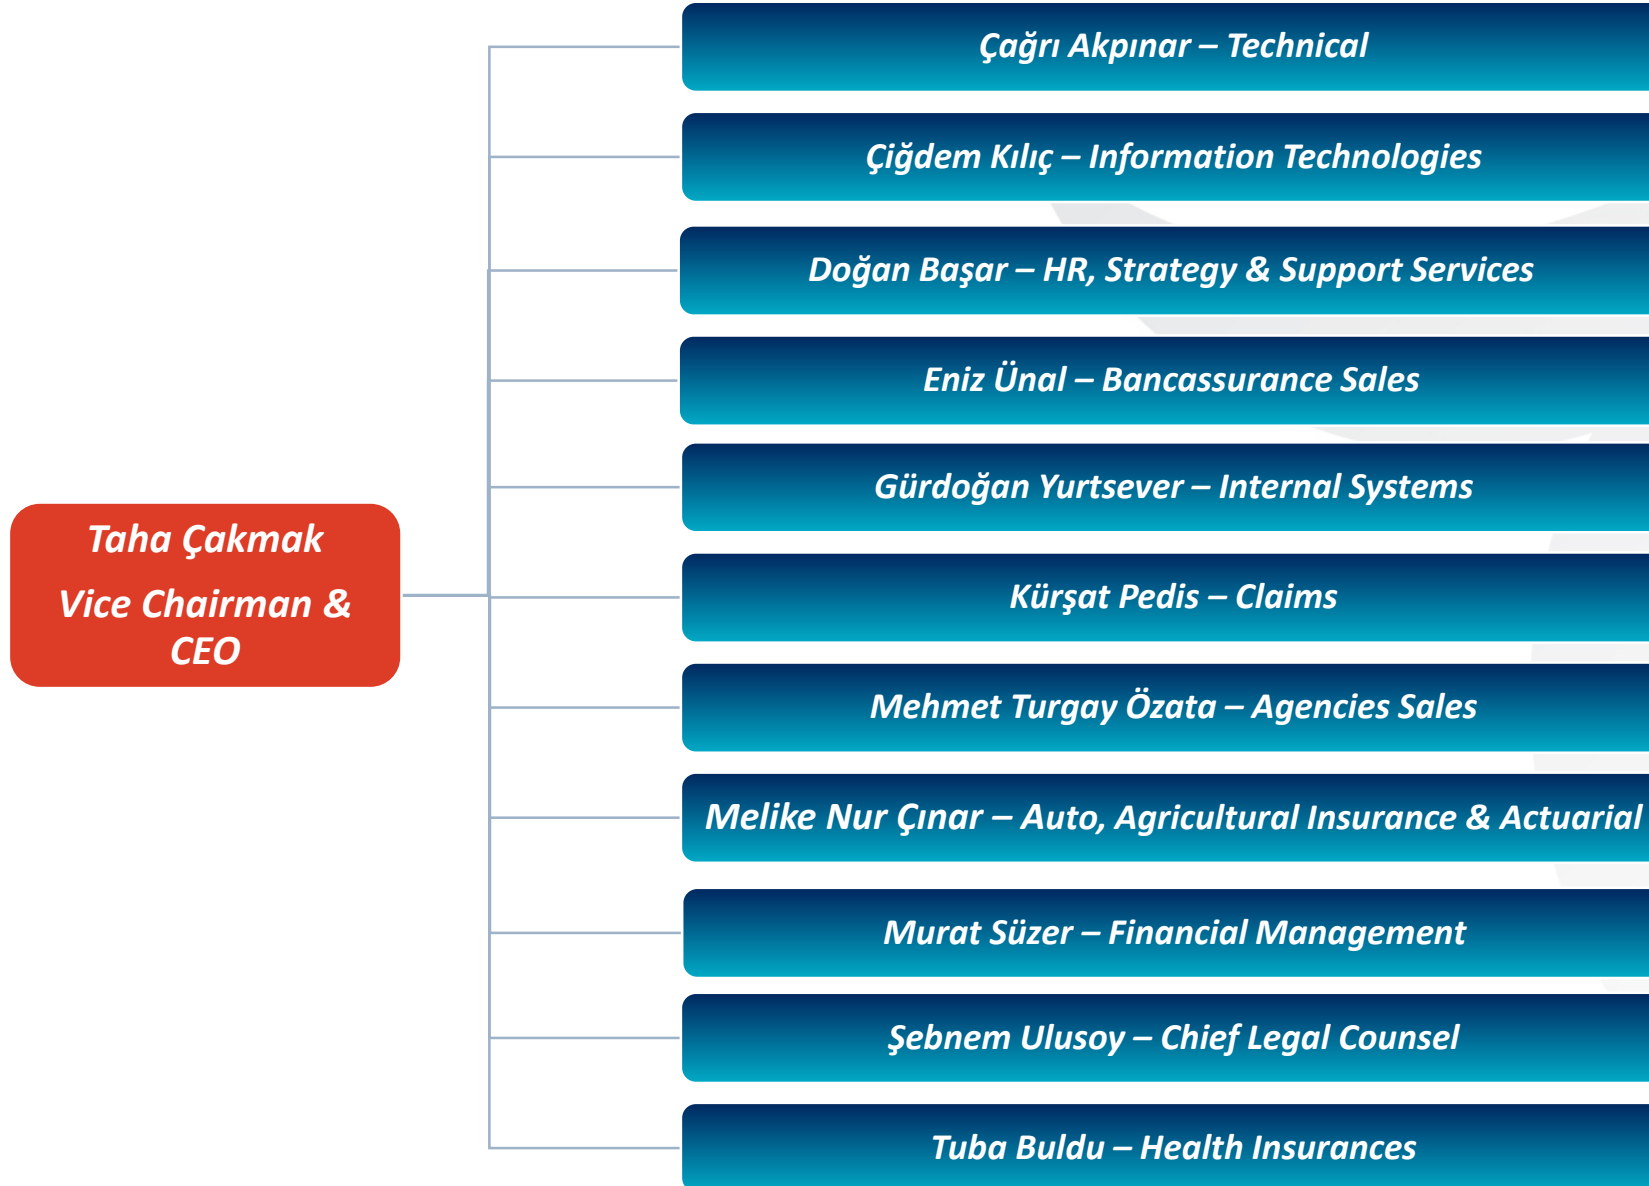 Çağrı Akpınar – Technical
Çiğdem Kılıç – Information Technologies
Doğan Başar – HR, Strategy & Support Services
Eniz Ünal – Bancassurance Sales
Gürdoğan Yurtsever – Internal Systems
Taha Çakmak
Vice Chairman &
CEO
Kürşat Pedis – Claims
Mehmet Turgay Özata – Agencies Sales
Melike Nur Çınar – Auto, Agricultural Insurance & Actuarial
Murat Süzer – Financial Management
Şebnem Ulusoy – Chief Legal Counsel
Tuba Buldu – Health Insurances